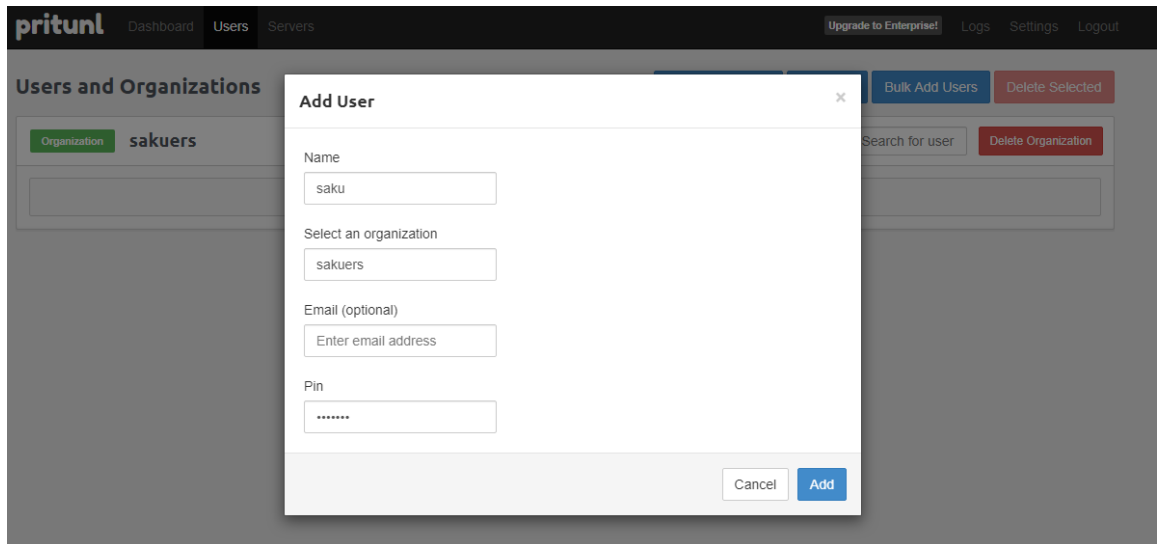 pritunl Dashboard Users Servers Upgrade to Enterprise! Logs Settings Logout
Users and Organizations Bulk Add Users Delete Selected
Organization sakuers Search for user Delete Organization
Add User ×
Name
saku
Select an organization
sakuers
Email (optional)
Enter email address
Pin
•••••••
Cancel Add